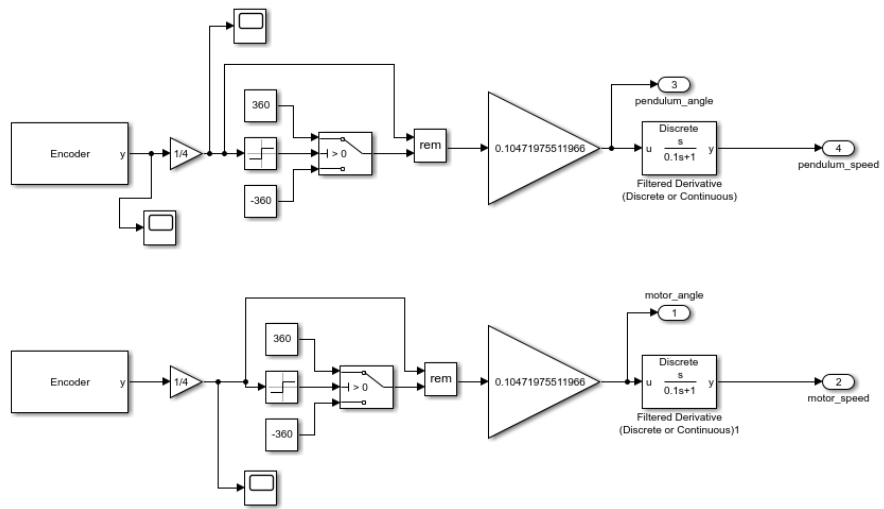 360
3
pendulum_angle
Encoder
y
1/4
> 0
rem
0.10471975511966
Discrete
u
s
0.1s+1
y
4
pendulum_speed
-360
Filtered Derivative
(Discrete or Continuous)
motor_angle
1
360
Encoder
y
1/4
> 0
rem
0.10471975511966
Discrete
u
s
0.1s+1
y
2
motor_speed
-360
Filtered Derivative
(Discrete or Continuous)1